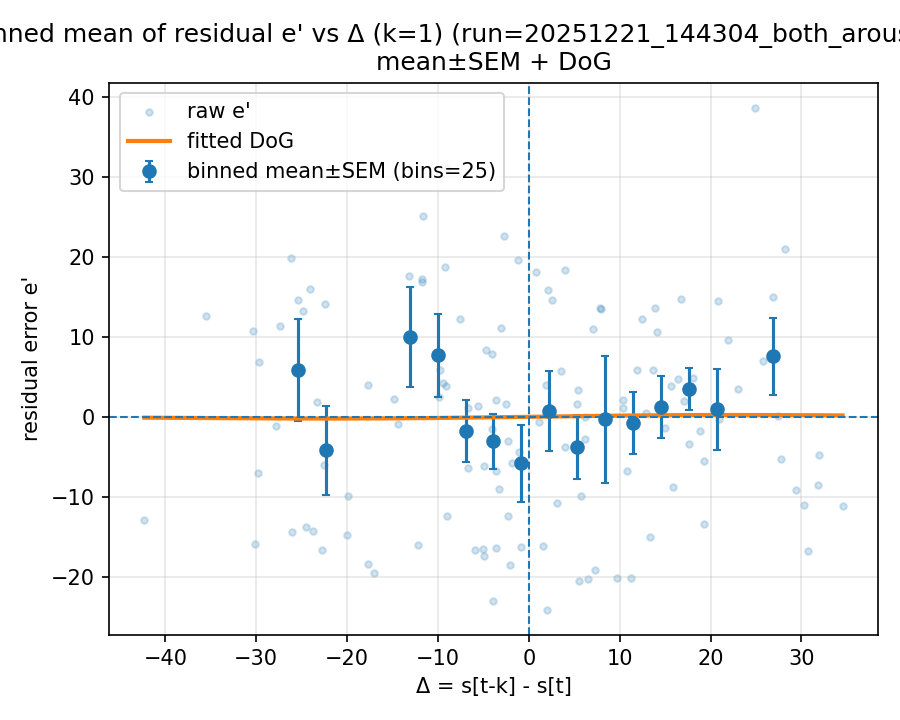 nned mean of residual e' vs Δ (k=1) (run=20251221_144304_both_arous
mean±SEM + DoG
raw e'
fitted DoG
binned mean±SEM (bins=25)
40
30
20
10
0
−10
−20
residual error e'
−40
−30
−20
−10
0
10
20
30
Δ = s[t-k] - s[t]